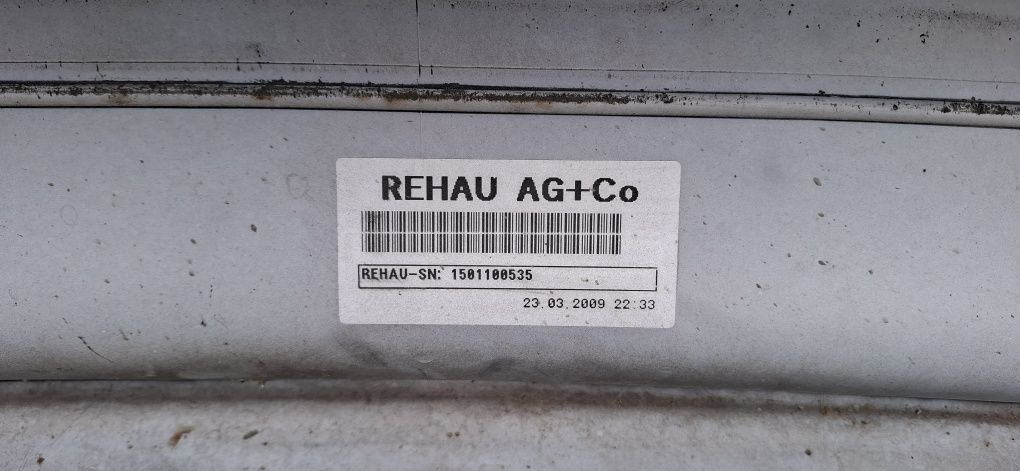 REHAU AG+Co
REHAU-SN: 1501100535
23.03.2009 22:33